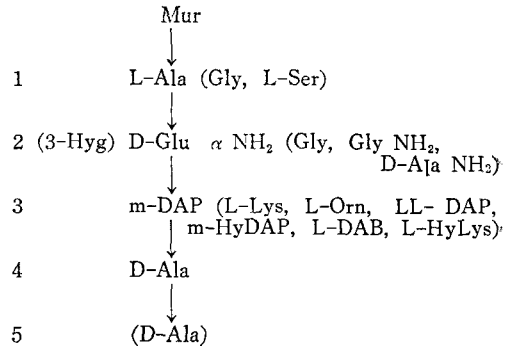 Mur
1 L-Ala (Gly, L-Ser)
2 (3-Hyg) D-Glu α NH₂ (Gly, Gly NH₂,
D-Ala NH₂)
3 m-DAP (L-Lys, L-Orn, LL- DAP,
m-HyDAP, L-DAB, L-HyLys)
4 D-Ala
5 (D-Ala)